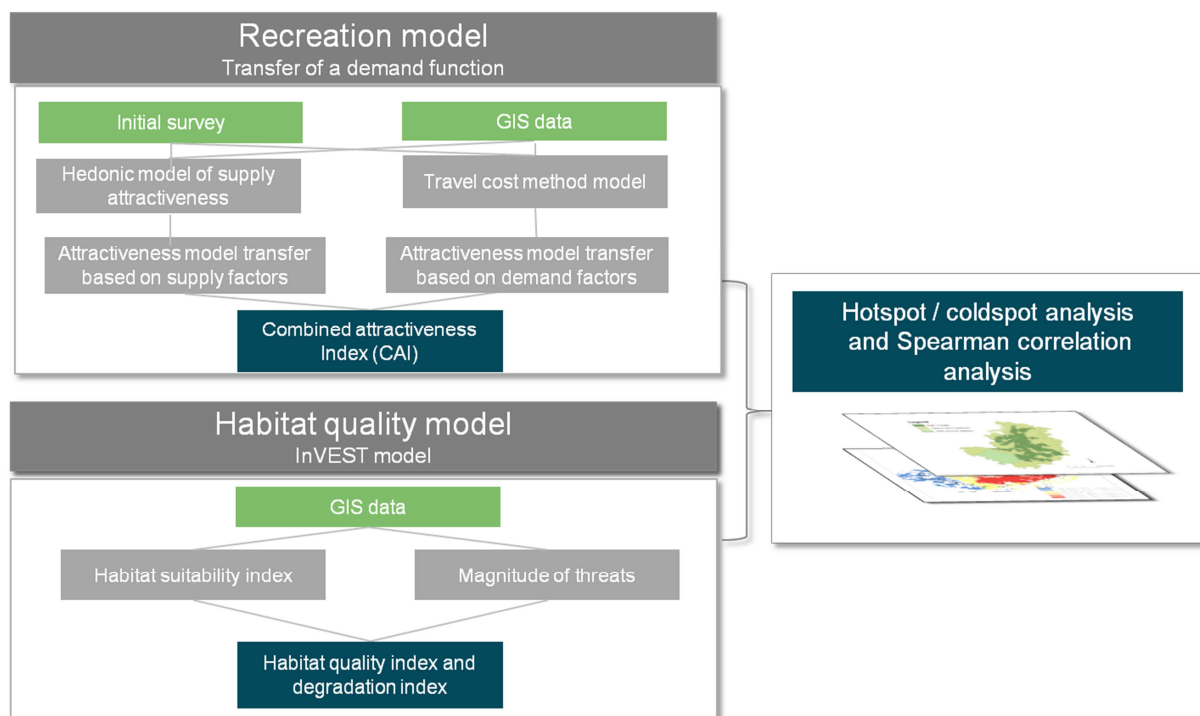 Recreation model
Transfer of a demand function
Initial survey
GIS data
Hedonic model of supply
attractiveness
Travel cost method model
Attractiveness model transfer
based on supply factors
Attractiveness model transfer
based on demand factors
Combined attractiveness
Index (CAI)
Habitat quality model
InVEST model
GIS data
Habitat suitability index
Magnitude of threats
Habitat quality index and
degradation index
Hotspot / coldspot analysis
and Spearman correlation
analysis